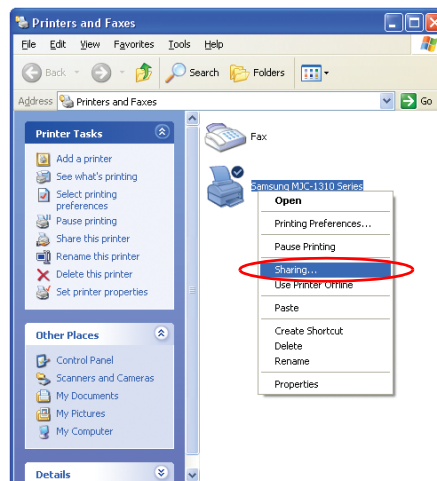 Printers and Faxes
File Edit View Favorites Tools Help
Back Search Folders
Address Printers and Faxes Go
Printer Tasks
Add a printer
See what's printing
Select printing
preferences
Pause printing
Share this printer
Rename this printer
Delete this printer
Set printer properties
Other Places
Control Panel
Scanners and Cameras
My Documents
My Pictures
My Computer
Details
Fax
Samsung MJC-1310 Series
Open
Printing Preferences...
Pause Printing
Sharing...
Use Printer Offline
Paste
Create Shortcut
Delete
Rename
Properties